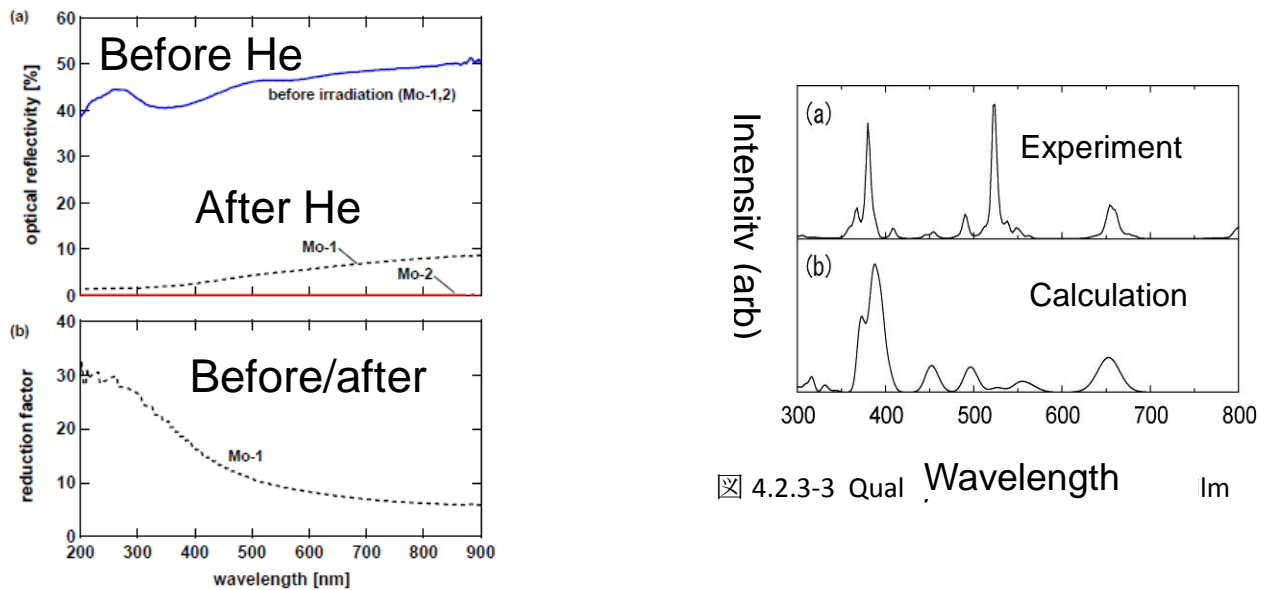 (a)
60
50
40
30
20
10
0
optical reflectivity [%]
Before He
before irradiation (Mo-1,2)
After He
Mo-1
Mo-2
(b)
40
30
20
10
0
reduction factor
Before/after
Mo-1
200 300 400 500 600 700 800 900
wavelength [nm]
Intensity (arb)
(a)
Experiment
(b)
Calculation
300 400 500 600 700 800
Wavelength
図 4.2.3-3 Qual lm